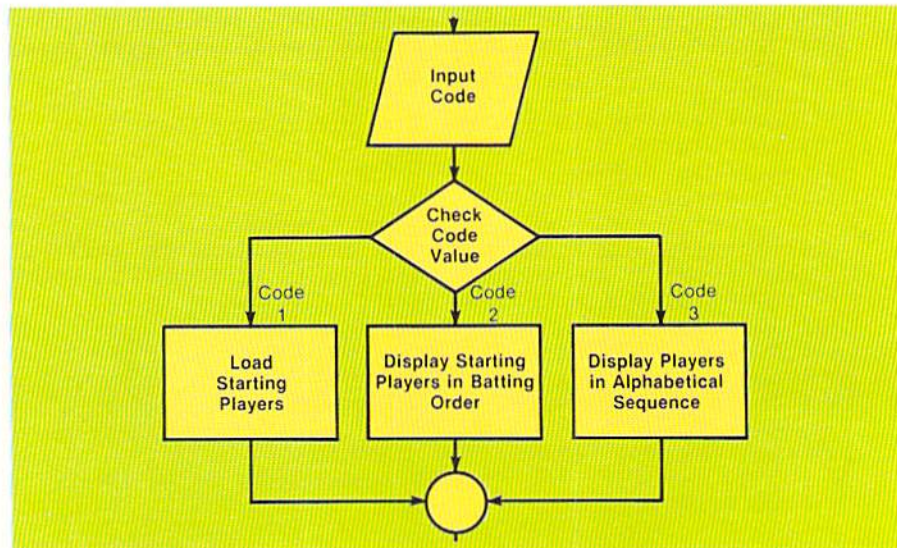 Input
Code
Check
Code
Value
Code
1
Code
2
Code
3
Load
Starting
Players
Display Starting
Players in Batting
Order
Display Players
in Alphabetical
Sequence